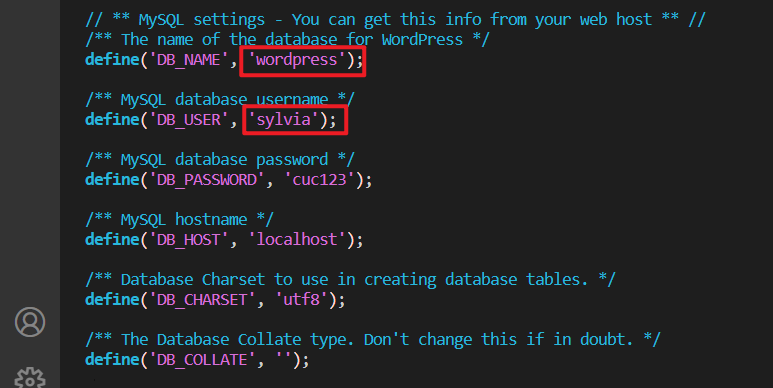 // ** MySQL settings - You can get this info from your web host ** //
/** The name of the database for WordPress */
define('DB_NAME', 'wordpress');
/** MySQL database username */
define('DB_USER', 'sylvia');
/** MySQL database password */
define('DB_PASSWORD', 'cuc123');
/** MySQL hostname */
define('DB_HOST', 'localhost');
/** Database Charset to use in creating database tables. */
define('DB_CHARSET', 'utf8');
/** The Database Collate type. Don't change this if in doubt. */
define('DB_COLLATE', '');